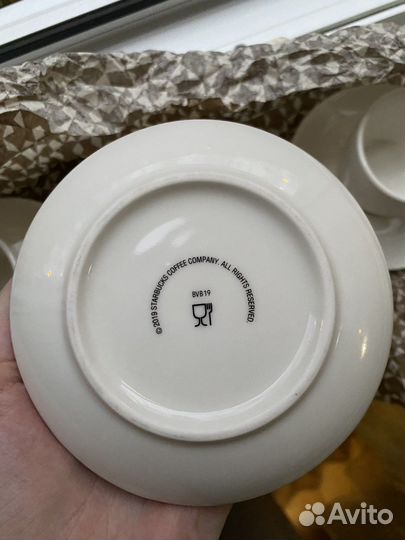 © 2019 STARBUCKS COFFEE COMPANY. ALL RIGHTS RESERVED.
BVB19
Avito